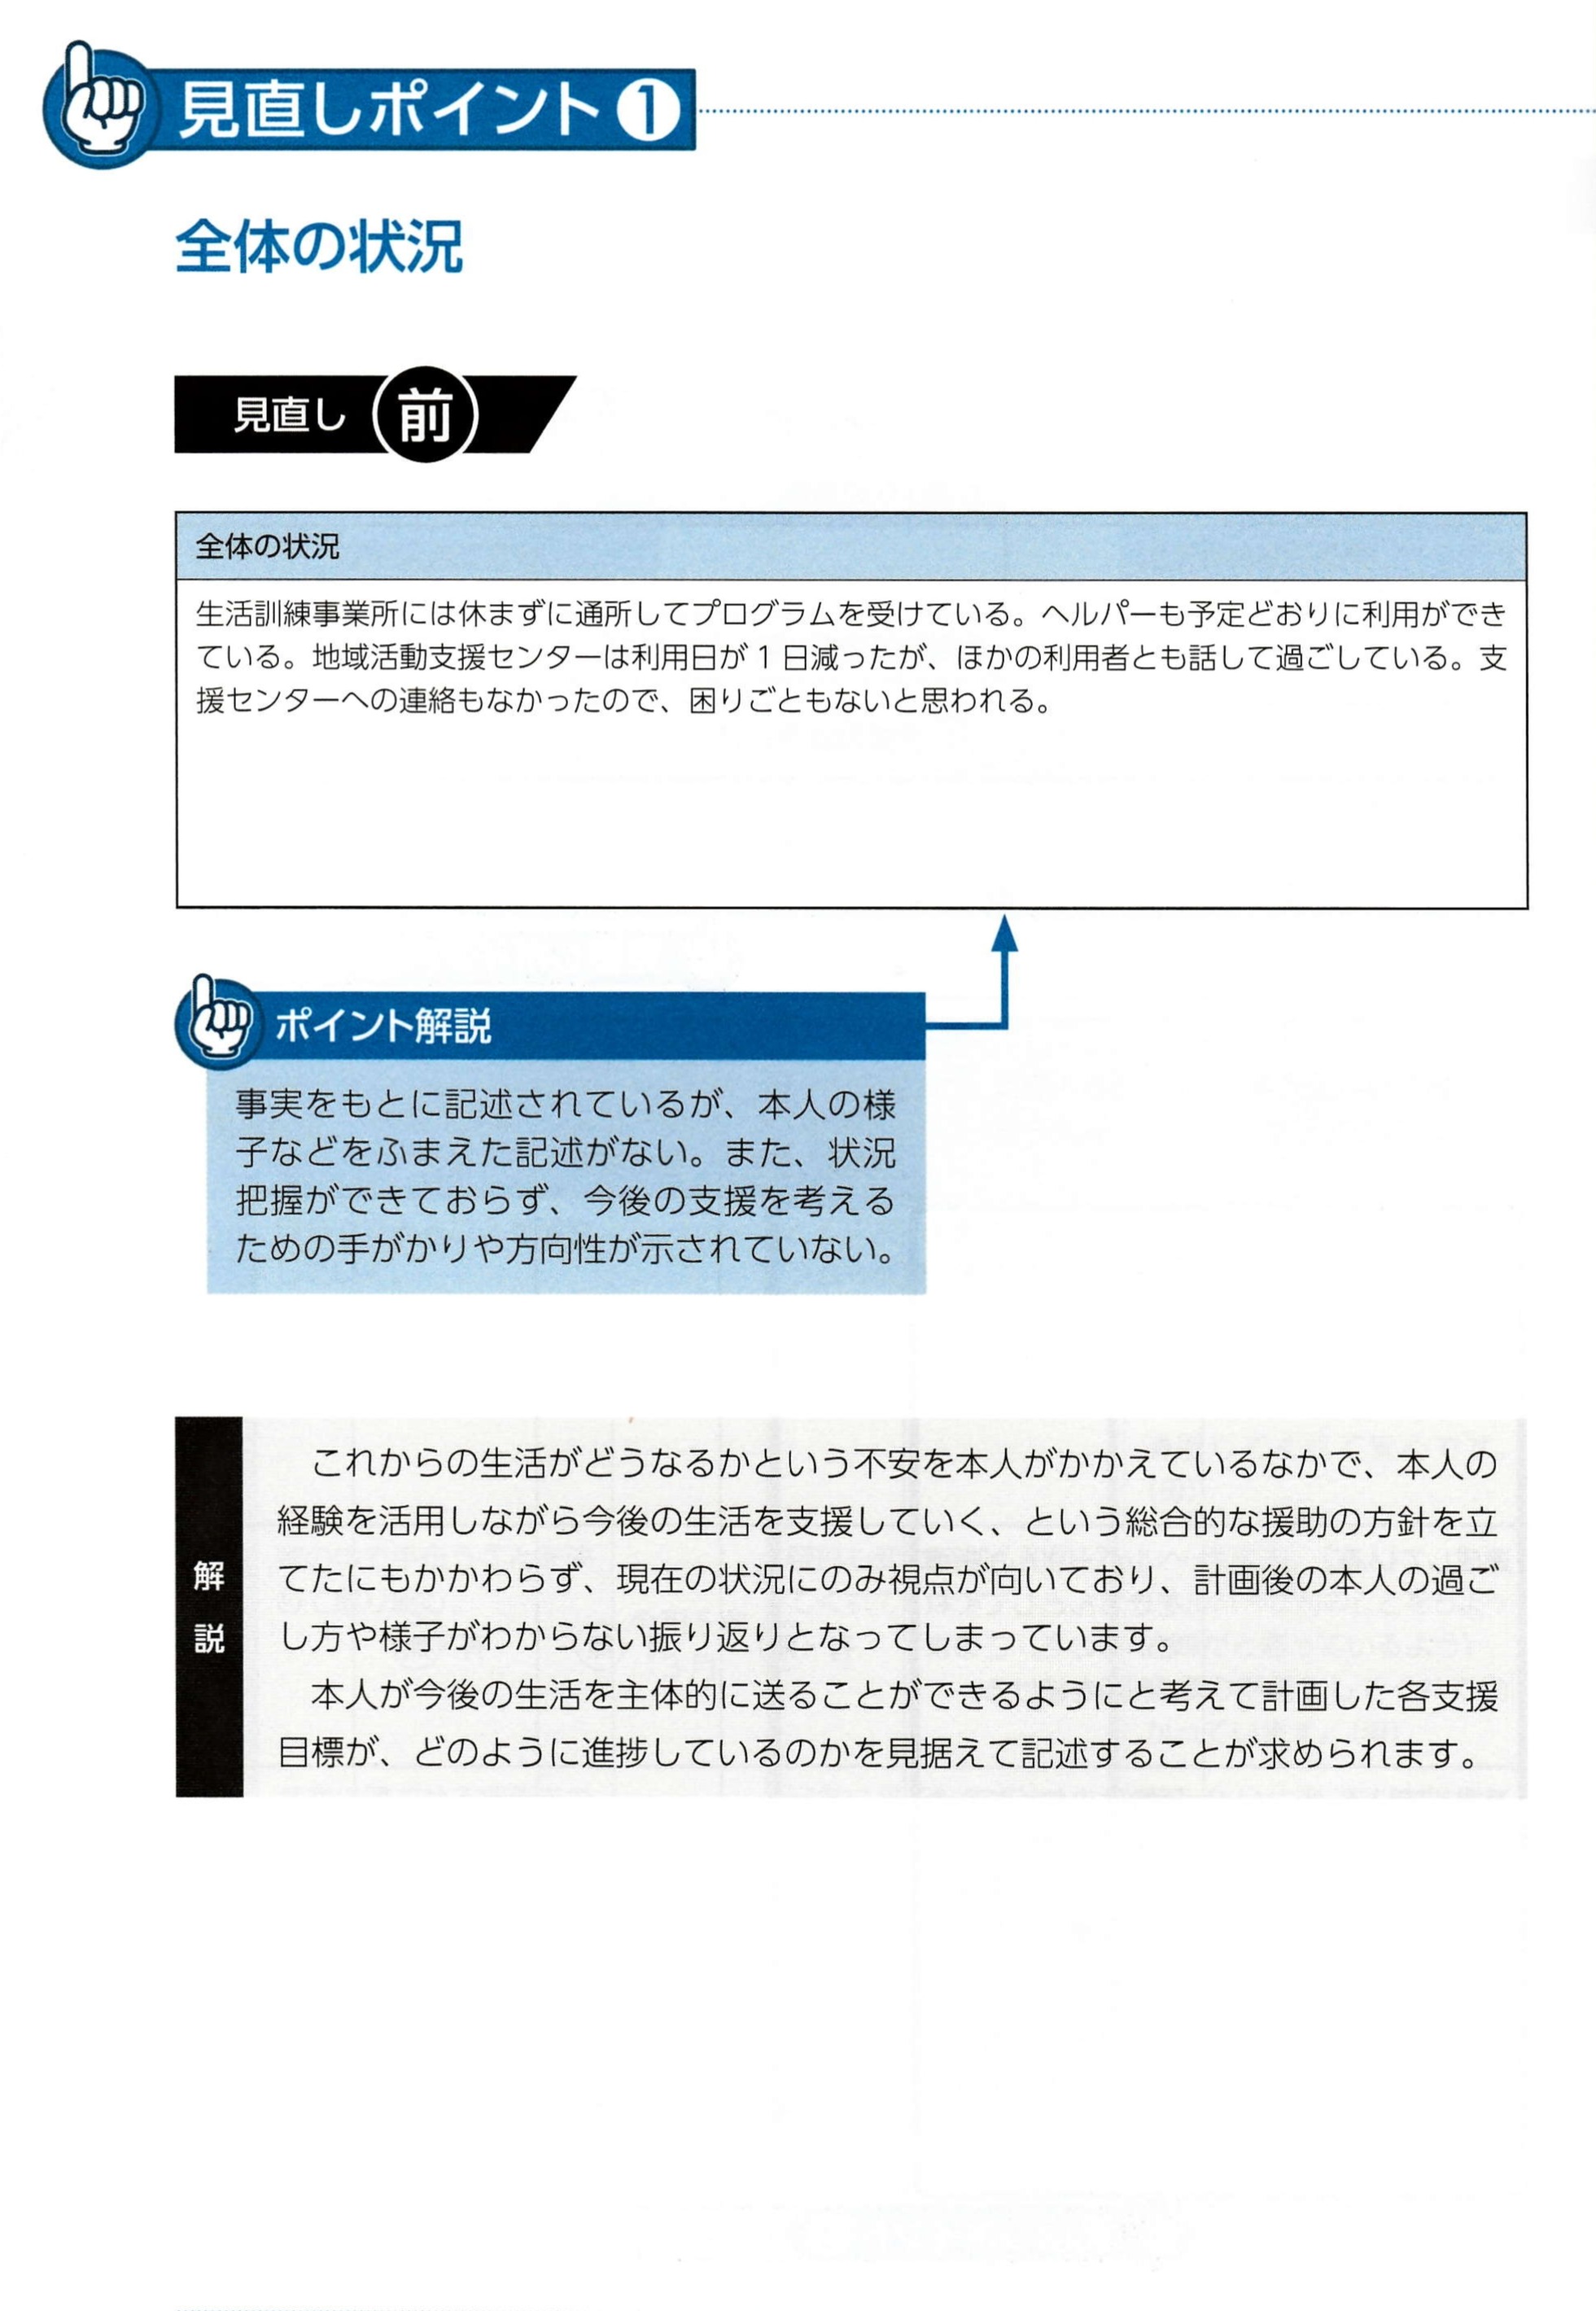 見直しポイント❶
全体の状況
見直し 前
全体の状況
生活訓練事業所には休まずに通所してプログラムを受けている。ヘルパーも予定どおりに利用ができ
ている。地域活動支援センターは利用日が1日減ったが、ほかの利用者とも話して過ごしている。支
援センターへの連絡もなかったので、困りごともないと思われる。
ポイント解説
事実をもとに記述されているが、本人の様
子などをふまえた記述がない。また、状況
把握ができておらず、今後の支援を考える
ための手がかりや方向性が示されていない。
解説
これからの生活がどうなるかという不安を本人がかかえているなかで、本人の
経験を活用しながら今後の生活を支援していく、という総合的な援助の方針を立
てたにもかかわらず、現在の状況にのみ視点が向いており、計画後の本人の過ご
し方や様子がわからない振り返りとなってしまっています。
本人が今後の生活を主体的に送ることができるようにと考えて計画した各支援
目標が、どのように進捗しているのかを見据えて記述することが求められます。